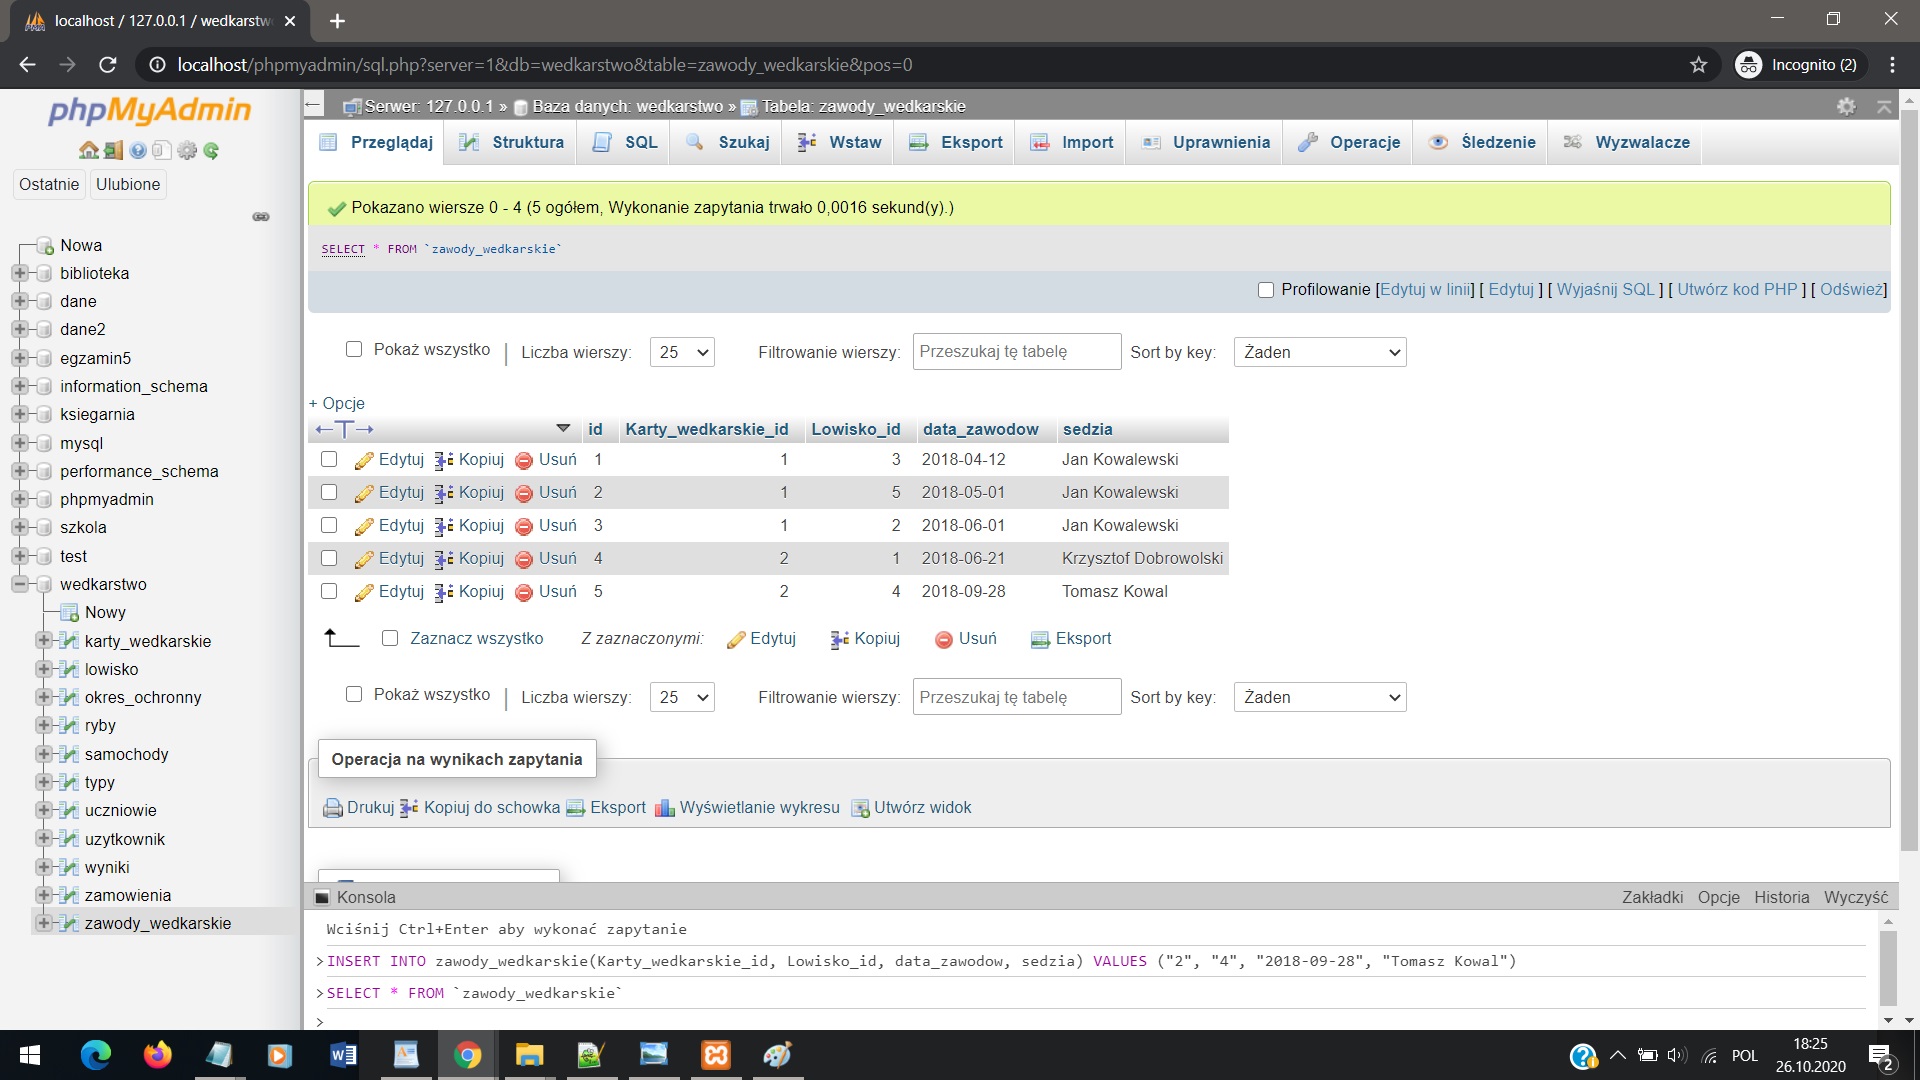 localhost / 127.0.0.1 / wedkarstw
localhost/phpmyadmin/sql.php?server=1&db=wedkarstwo&table=zawody_wedkarskie&pos=0
Incognito (2)
phpMyAdmin
Ostatnie Ulubione
Nowa
biblioteka
dane
dane2
egzamin5
information_schema
ksiegarnia
mysql
performance_schema
phpmyadmin
szkola
test
wedkarstwo
Nowy
karty_wedkarskie
lowisko
okres_ochronny
ryby
samochody
typy
uczniowie
uzytkownik
wyniki
zamowienia
zawody_wedkarskie
Serwer: 127.0.0.1 » Baza danych: wedkarstwo » Tabela: zawody_wedkarskie
Przeglądaj Struktura SQL Szukaj Wstaw Eksport Import Uprawnienia Operacje Śledzenie Wyzwalacze
Pokazano wiersze 0 - 4 (5 ogółem, Wykonanie zapytania trwało 0,0016 sekund(y).)
SELECT * FROM `zawody_wedkarskie`
Profilowanie [Edytuj w linii] [ Edytuj ] [ Wyjaśnij SQL ] [ Utwórz kod PHP ] [ Odśwież]
Pokaż wszystko | Liczba wierszy: 25 Filtrowanie wierszy: Przeszukaj tę tabelę Sort by key: Żaden
+ Opcje
←T→ id Karty_wedkarskie_id Lowisko_id data_zawodow sedzia
Edytuj Kopiuj Usuń 1 1 3 2018-04-12 Jan Kowalewski
Edytuj Kopiuj Usuń 2 1 5 2018-05-01 Jan Kowalewski
Edytuj Kopiuj Usuń 3 1 2 2018-06-01 Jan Kowalewski
Edytuj Kopiuj Usuń 4 2 1 2018-06-21 Krzysztof Dobrowolski
Edytuj Kopiuj Usuń 5 2 4 2018-09-28 Tomasz Kowal
Zaznacz wszystko Z zaznaczonymi: Edytuj Kopiuj Usuń Eksport
Pokaż wszystko | Liczba wierszy: 25 Filtrowanie wierszy: Przeszukaj tę tabelę Sort by key: Żaden
Operacja na wynikach zapytania
Drukuj Kopiuj do schowka Eksport Wyświetlanie wykresu Utwórz widok
Konsola Zakładki Opcje Historia Wyczyść
Wciśnij Ctrl+Enter aby wykonać zapytanie
>INSERT INTO zawody_wedkarskie(Karty_wedkarskie_id, Lowisko_id, data_zawodow, sedzia) VALUES ("2", "4", "2018-09-28", "Tomasz Kowal")
>SELECT * FROM `zawody_wedkarskie`
>
POL
18:25
26.10.2020
2